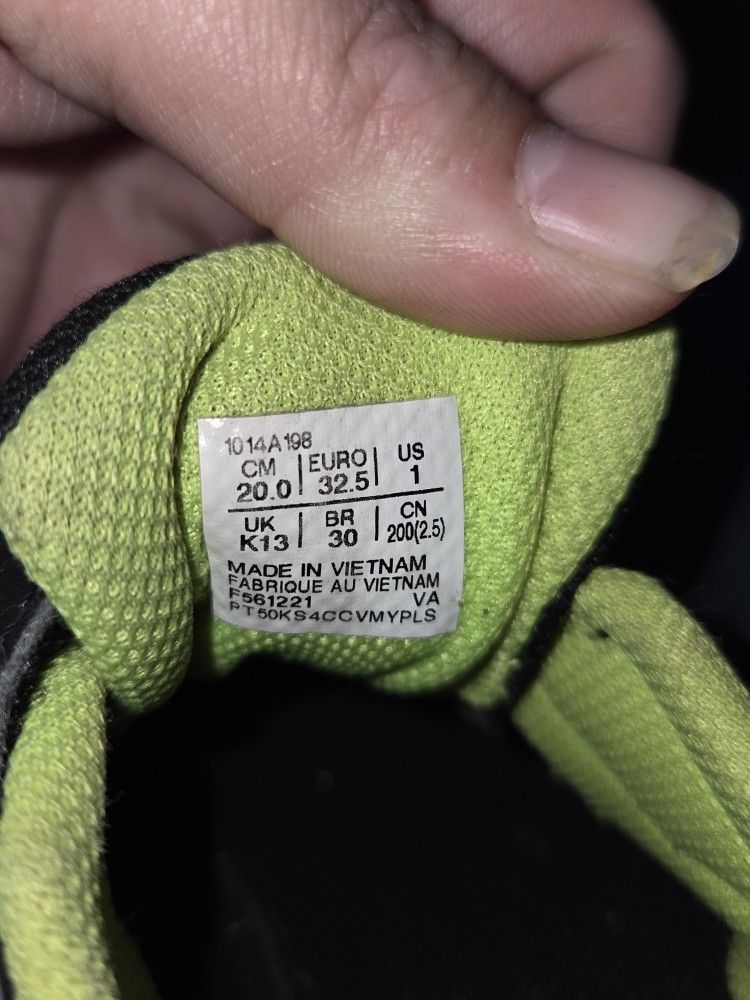 1014A198
CM | EURO | US
20.0 | 32.5 | 1
UK | BR | CN
K13 | 30 | 200(2.5)
MADE IN VIETNAM
FABRIQUE AU VIETNAM
F561221 VA
PT50KS4CCVMYPLS